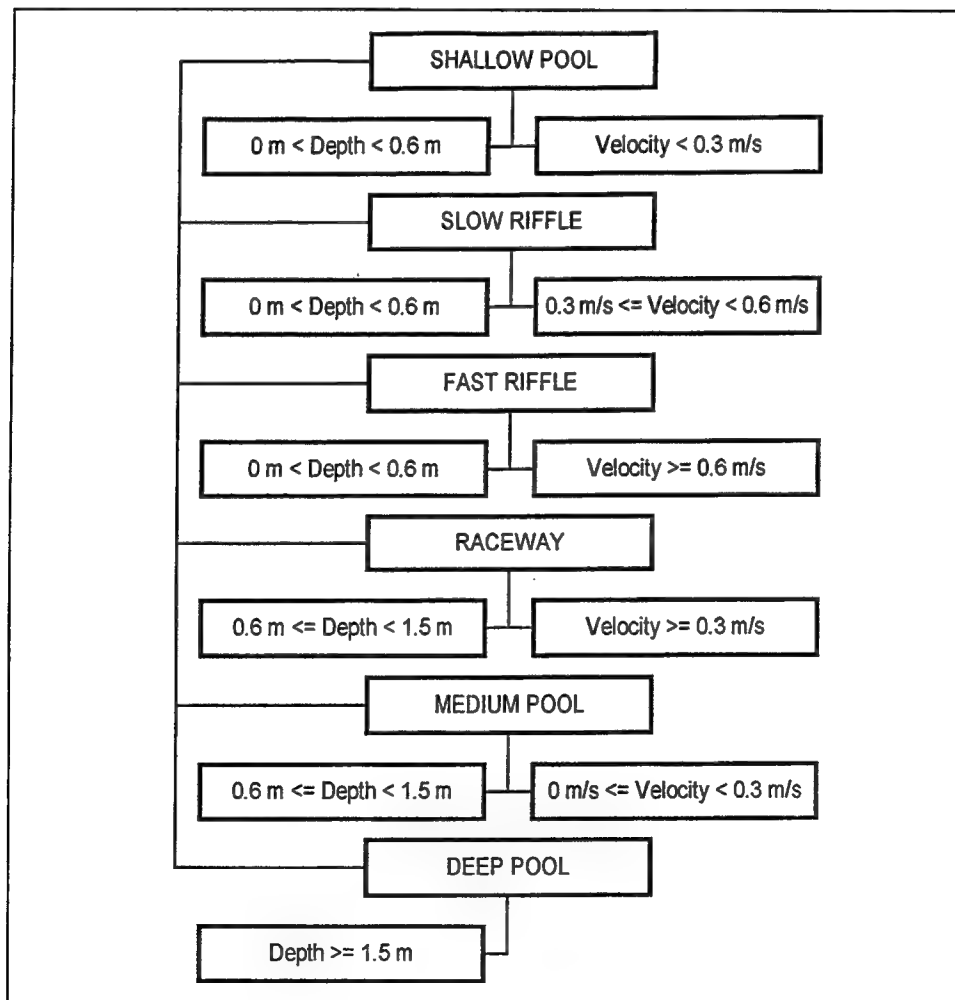 SHALLOW POOL
0 m < Depth < 0.6 m
Velocity < 0.3 m/s
SLOW RIFFLE
0 m < Depth < 0.6 m
0.3 m/s <= Velocity < 0.6 m/s
FAST RIFFLE
0 m < Depth < 0.6 m
Velocity >= 0.6 m/s
RACEWAY
0.6 m <= Depth < 1.5 m
Velocity >= 0.3 m/s
MEDIUM POOL
0.6 m <= Depth < 1.5 m
0 m/s <= Velocity < 0.3 m/s
DEEP POOL
Depth >= 1.5 m